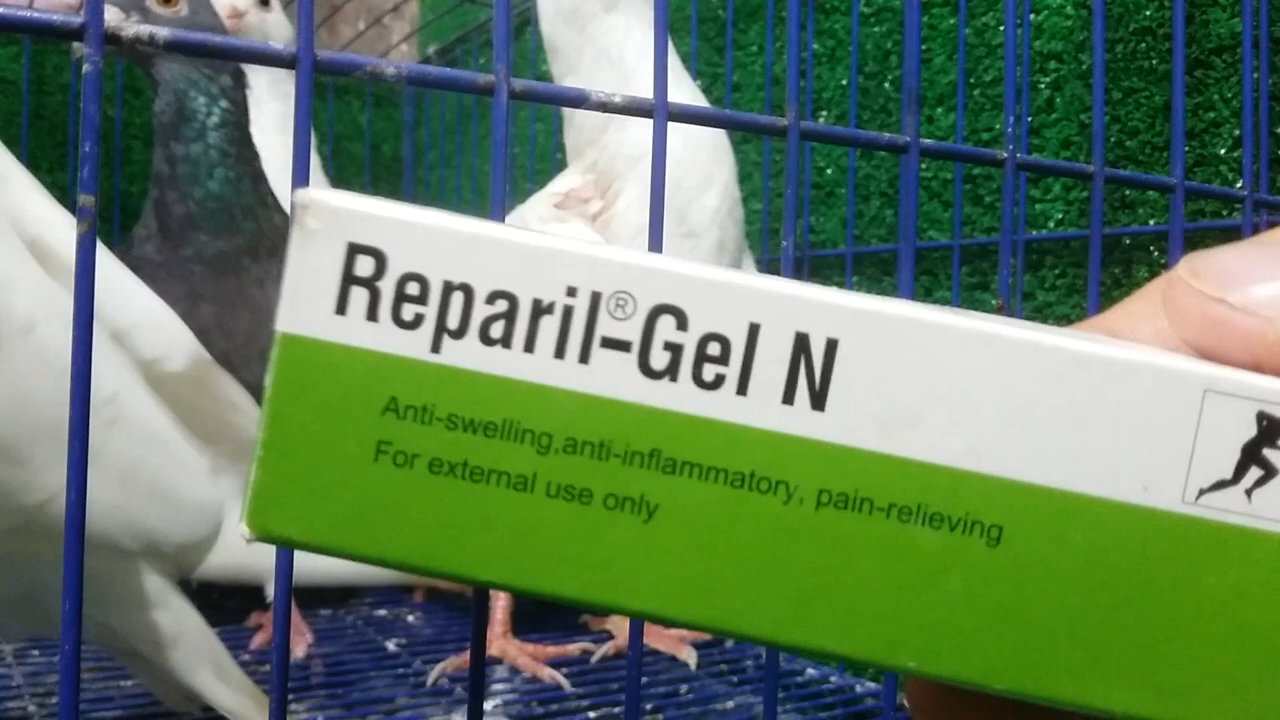 Reparil®-Gel N
Anti-swelling,anti-inflammatory, pain-relieving
For external use only